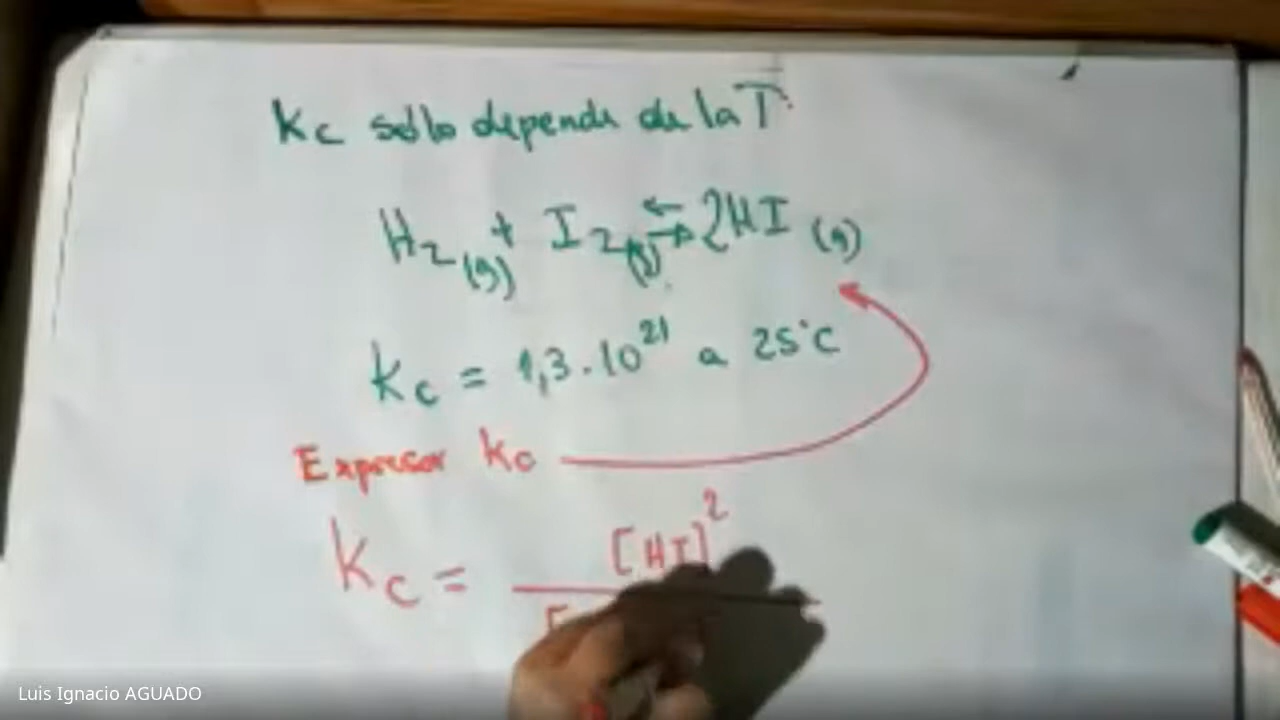 Kc sólo depende de la T.
H2(g) + I2(g) ⇄ 2HI (g)
Kc = 1,3 . 10^21 a 25°C
Expresar Kc
Kc = [HI]^2
[
Luis Ignacio AGUADO